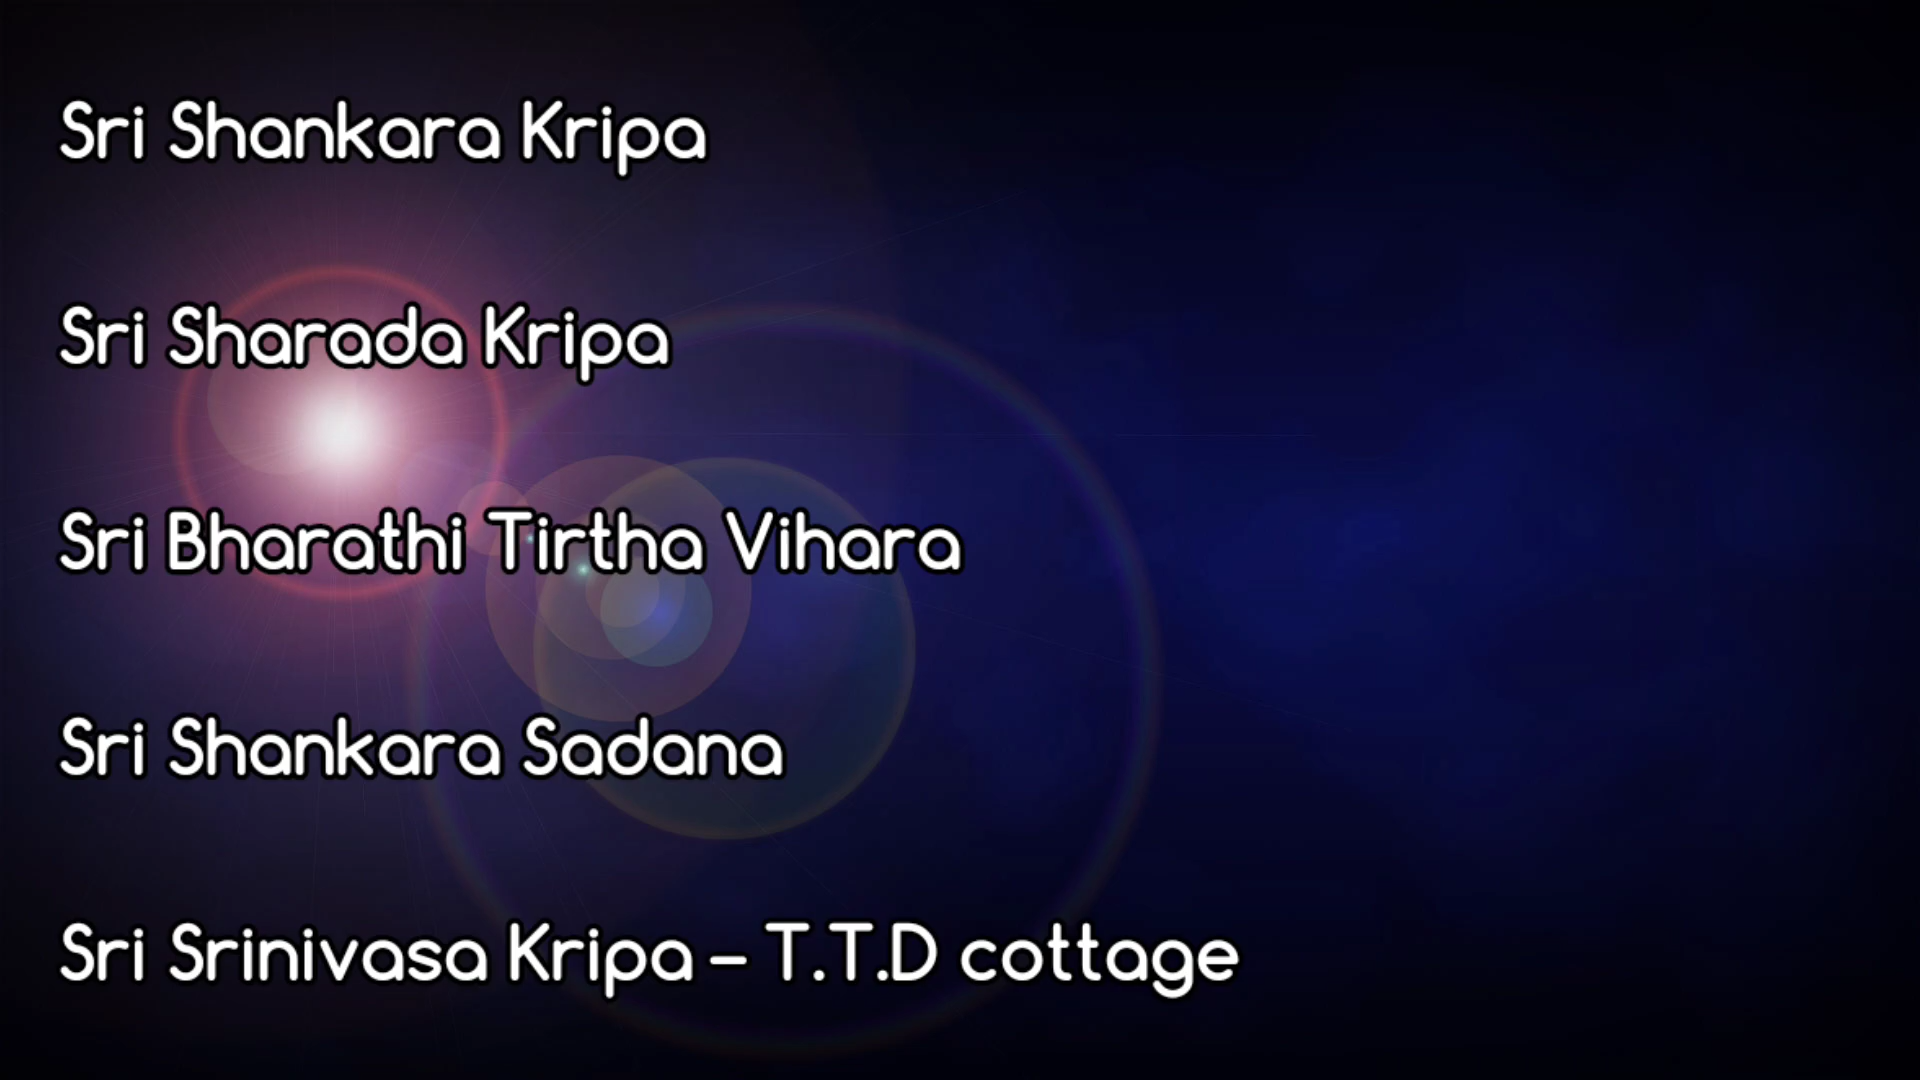 Sri Shankara Kripa
Sri Sharada Kripa
Sri Bharathi Tirtha Vihara
Sri Shankara Sadana
Sri Srinivasa Kripa – T.T.D cottage